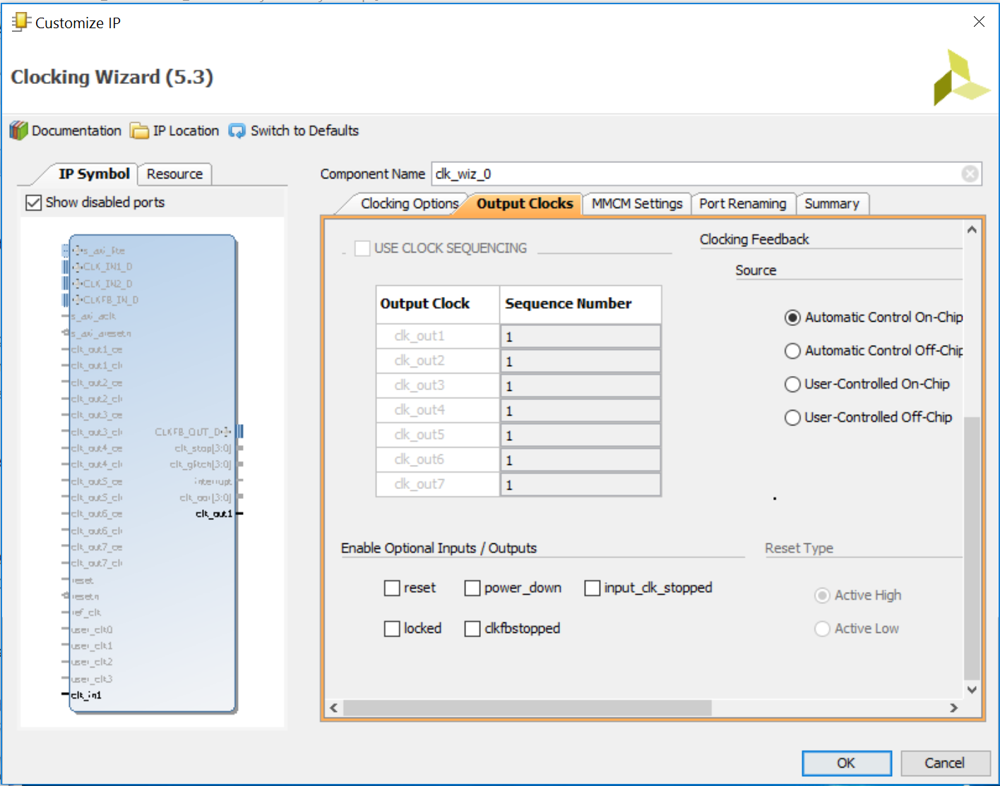 Customize IP
Clocking Wizard (5.3)
Documentation IP Location Switch to Defaults
IP Symbol Resource
Show disabled ports
s_axi_lite
CLK_IN1_D
CLK_IN2_D
CLKFB_IN_D
s_axi_aclk
s_axi_aresetn
clk_out1_ce
clk_out1_clr
clk_out2_ce
clk_out2_clr
clk_out3_ce
clk_out3_clr
clk_out4_ce
clk_out4_clr
clk_out5_ce
clk_out5_clr
clk_out6_ce
clk_out6_clr
clk_out7_ce
clk_out7_clr
reset
resetn
ref_clk
user_clk0
user_clk1
user_clk2
user_clk3
clk_in1
CLKFB_OUT_D
clk_stop[3:0]
clk_glitch[3:0]
interrupt
clk_oor[3:0]
clk_out1
Component Name clk_wiz_0
Clocking Options Output Clocks MMCM Settings Port Renaming Summary
USE CLOCK SEQUENCING
Output Clock Sequence Number
clk_out1 1
clk_out2 1
clk_out3 1
clk_out4 1
clk_out5 1
clk_out6 1
clk_out7 1
Clocking Feedback
Source
Automatic Control On-Chip
Automatic Control Off-Chip
User-Controlled On-Chip
User-Controlled Off-Chip
Enable Optional Inputs / Outputs
reset power_down input_clk_stopped
locked clkfbstopped
Reset Type
Active High
Active Low
OK Cancel